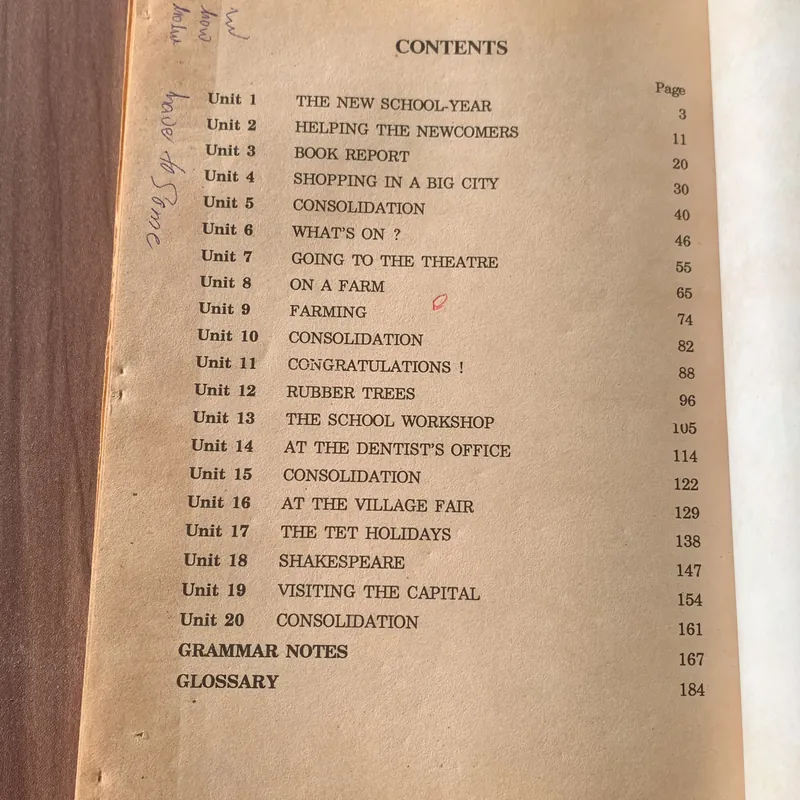 how
have to Some
CONTENTS
Page
Unit 1 THE NEW SCHOOL-YEAR 3
Unit 2 HELPING THE NEWCOMERS 11
Unit 3 BOOK REPORT 20
Unit 4 SHOPPING IN A BIG CITY 30
Unit 5 CONSOLIDATION 40
Unit 6 WHAT'S ON ? 46
Unit 7 GOING TO THE THEATRE 55
Unit 8 ON A FARM 65
Unit 9 FARMING 74
Unit 10 CONSOLIDATION 82
Unit 11 CONGRATULATIONS ! 88
Unit 12 RUBBER TREES 96
Unit 13 THE SCHOOL WORKSHOP 105
Unit 14 AT THE DENTIST'S OFFICE 114
Unit 15 CONSOLIDATION 122
Unit 16 AT THE VILLAGE FAIR 129
Unit 17 THE TET HOLIDAYS 138
Unit 18 SHAKESPEARE 147
Unit 19 VISITING THE CAPITAL 154
Unit 20 CONSOLIDATION 161
GRAMMAR NOTES 167
GLOSSARY 184